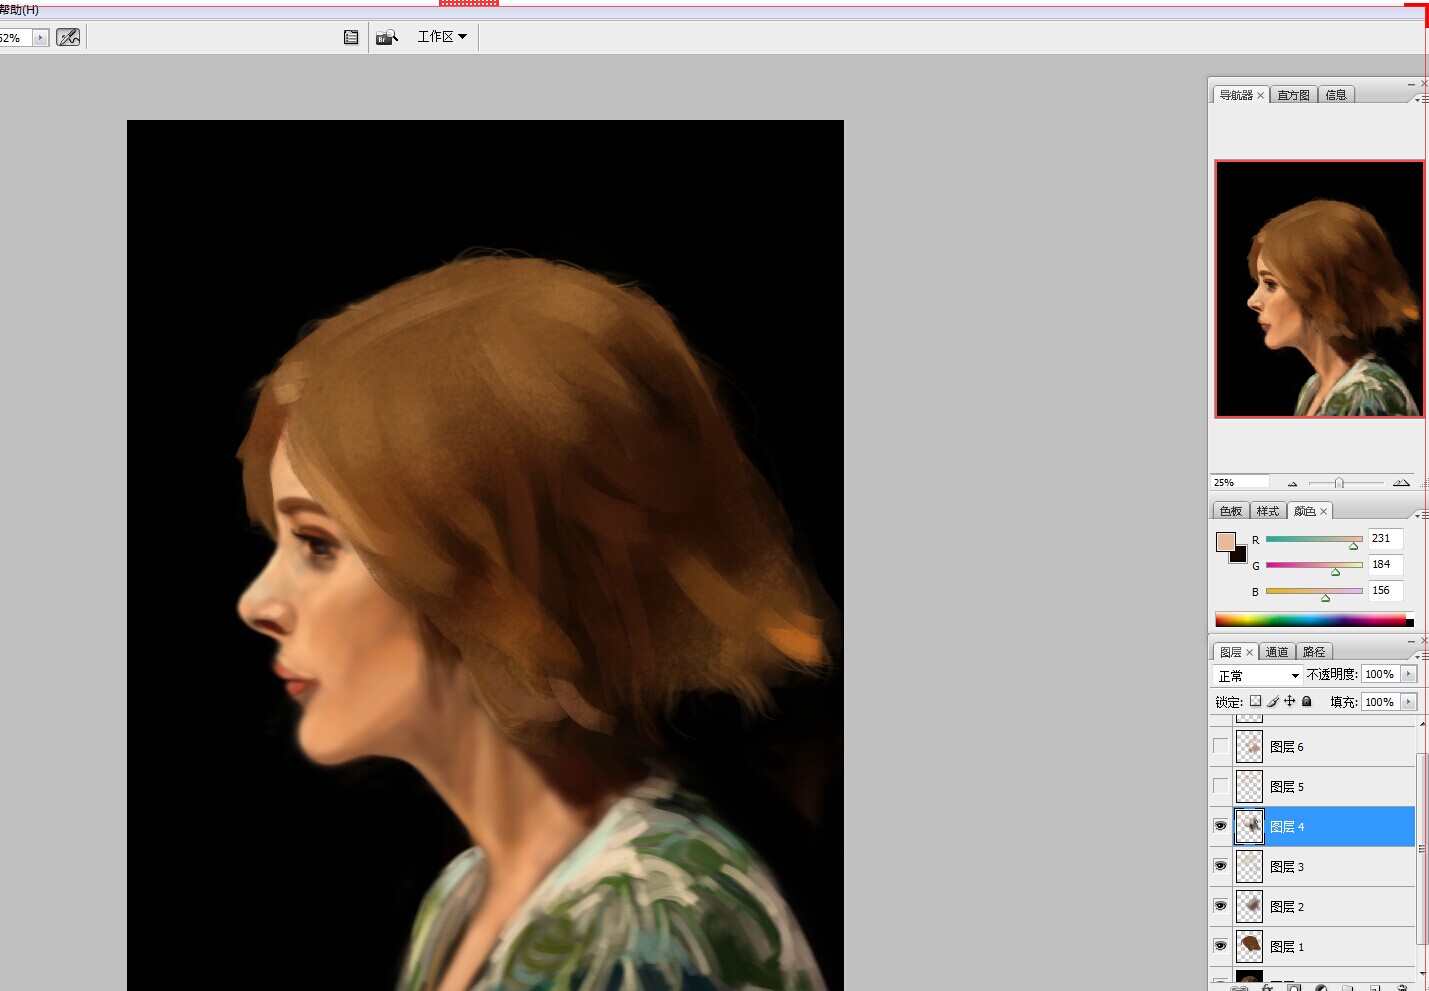 帮助(H)
52%
Br
工作区
导航器 直方图 信息
25%
色板 样式 颜色
R 231
G 184
B 156
图层 通道 路径
正常 不透明度: 100%
锁定: 填充: 100%
图层 6
图层 5
图层 4
图层 3
图层 2
图层 1
fx